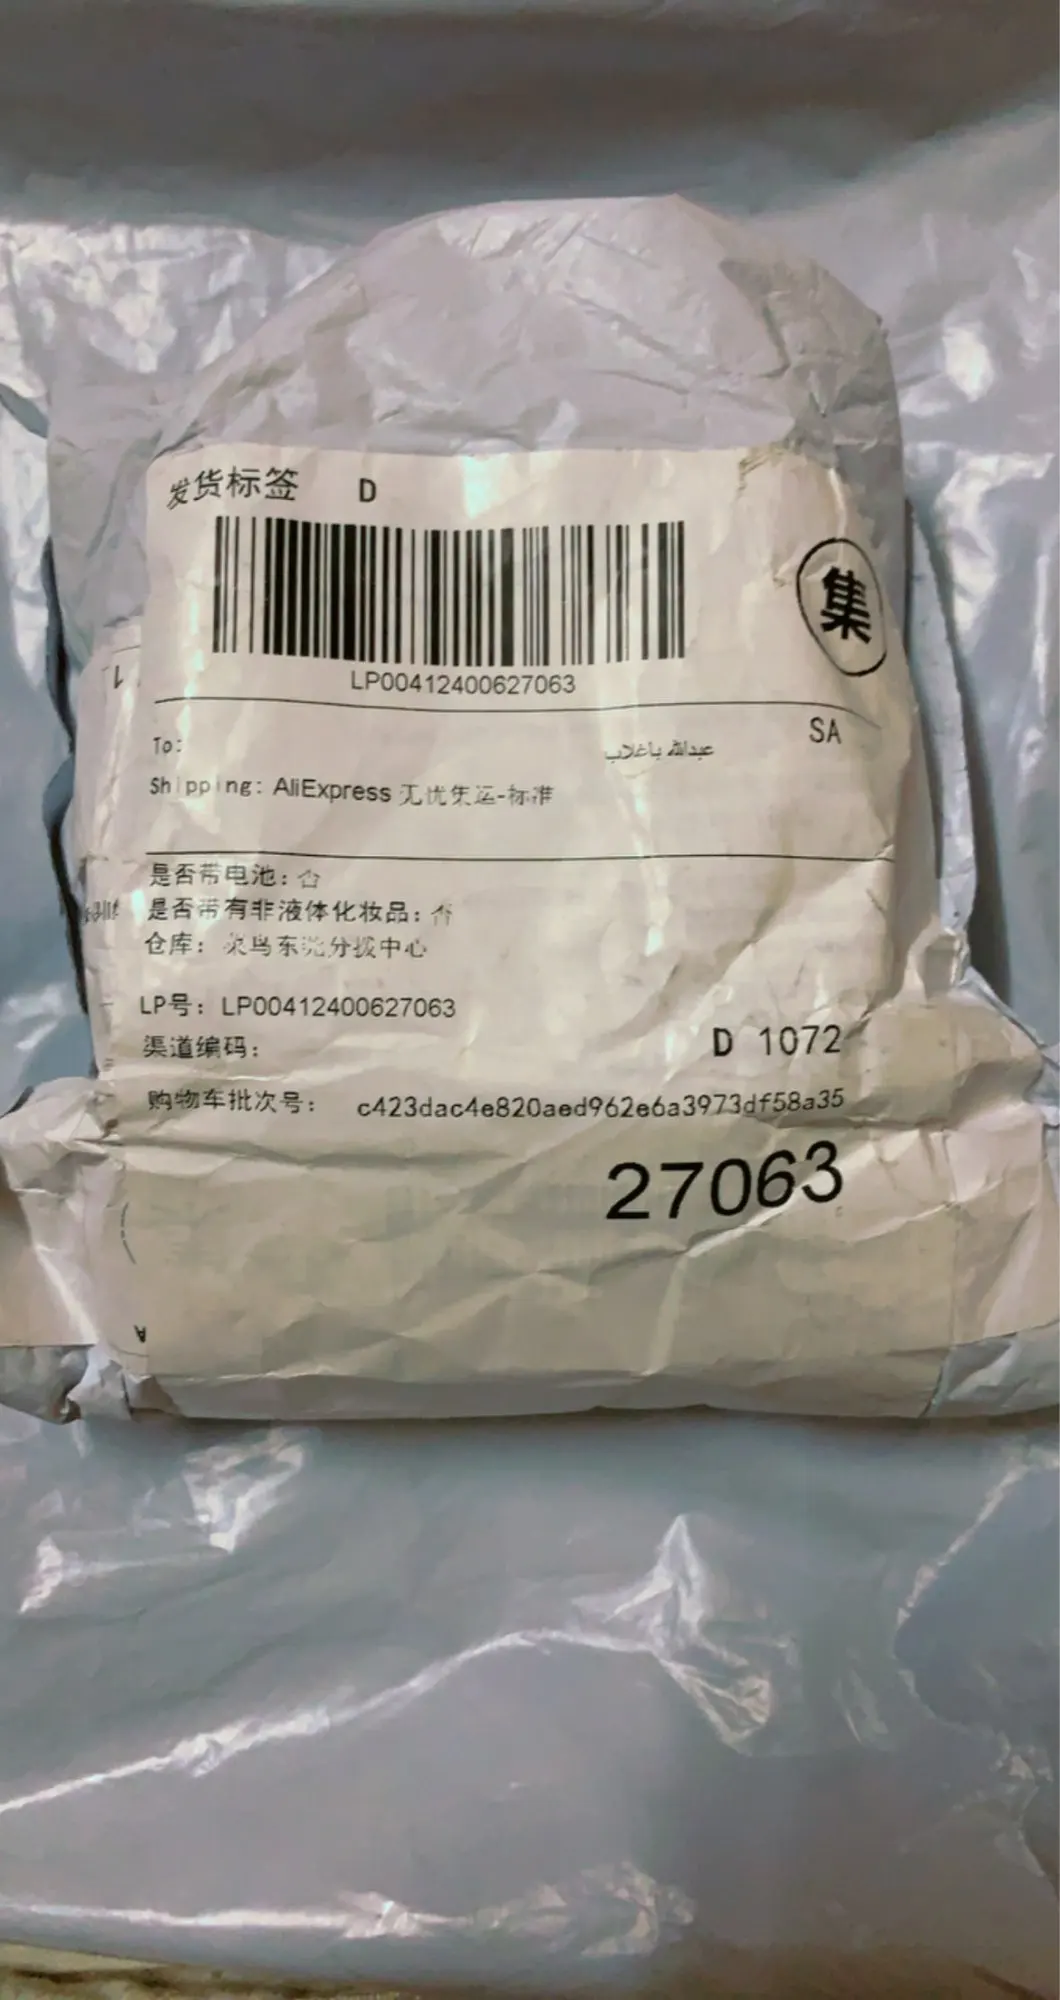 发货标签 D
集
LP00412400627063
SA
To: عبدالله باغلاب
Shipping: AliExpress 无忧集运-标准
是否带电池: 否
是否带有非液体化妆品: 否
仓库: 菜鸟东莞分拨中心
LP号: LP00412400627063
渠道编码: D 1072
购物车批次号: c423dac4e820aed962e6a3973df58a35
27063
A